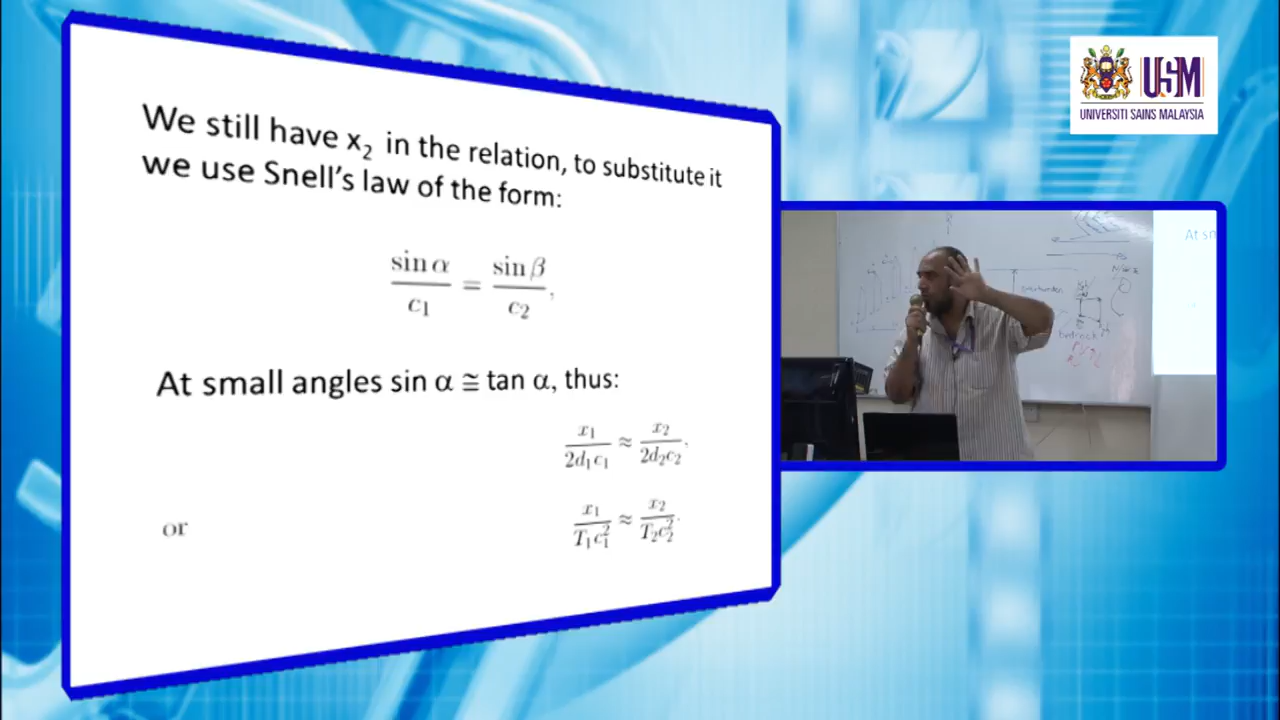 We still have x₂ in the relation, to substitute it
we use Snell's law of the form:
sin α / c₁ = sin β / c₂,
At small angles sin α ≅ tan α, thus:
x₁ / 2d₁c₁ ≈ x₂ / 2d₂c₂,
or x₁ / T₁c₁² ≈ x₂ / T₂c₂².
USM
UNIVERSITI SAINS MALAYSIA
At sm